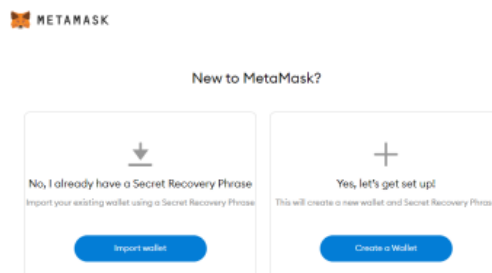 METAMASK
New to MetaMask?
No, I already have a Secret Recovery Phrase
Import your existing wallet using a Secret Recovery Phrase
Import wallet
Yes, let's get set up!
This will create a new wallet and Secret Recovery Phras
Create a Wallet